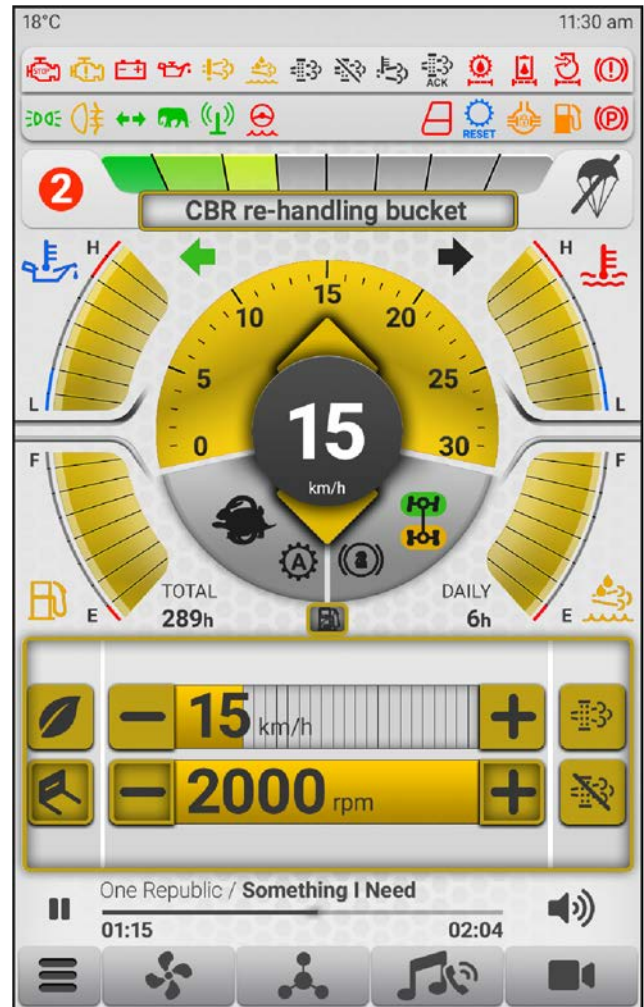 18°C 11:30 am
STOP
ACK
RESET
P
2
CBR re-handling bucket
H H
15
10 20
5 25
L L
0 30
15
km/h
F F
A
TOTAL DAILY
E 289h 6h E
15 km/h
2000 rpm
One Republic / Something I Need
01:15 02:04